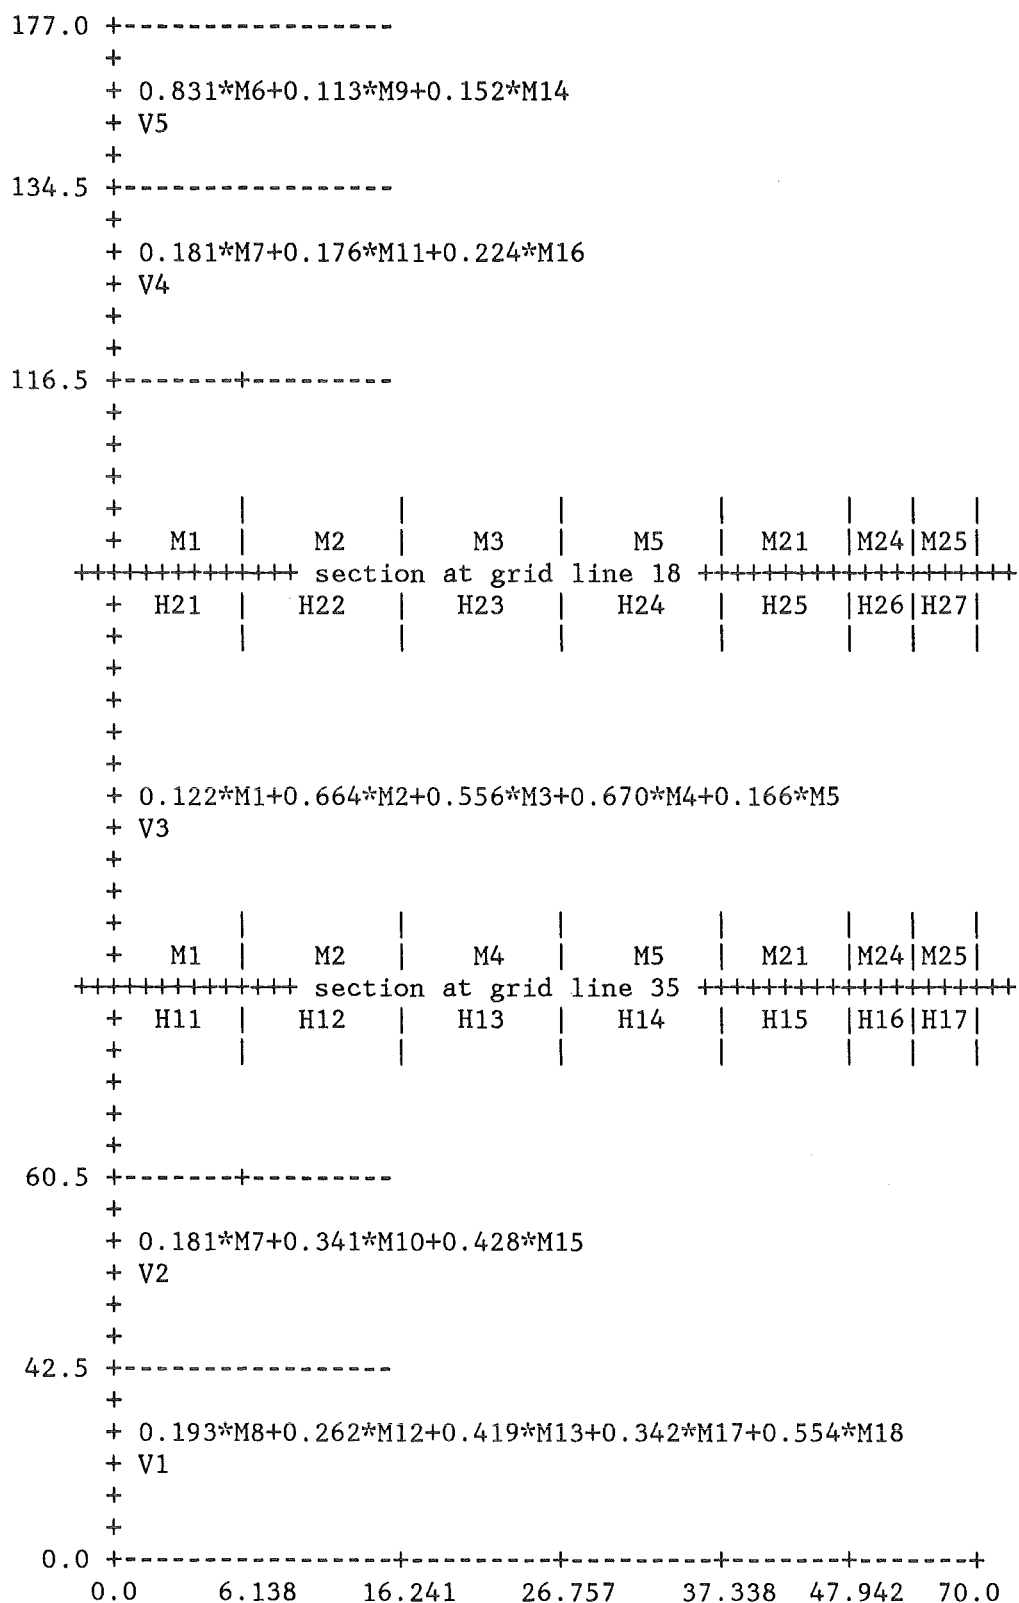 177.0 +-----------------
+
+ 0.831*M6+0.113*M9+0.152*M14
+ V5
+
134.5 +-----------------
+
+ 0.181*M7+0.176*M11+0.224*M16
+ V4
+
+
116.5 +-------+---------
+
+
+
+ | | | | | | |
+ M1 | M2 | M3 | M5 | M21 |M24|M25|
++++++++++++++ section at grid line 18 ++++++++++++++++++++
+ H21 | H22 | H23 | H24 | H25 |H26|H27|
+ | | | | | | |
+
+
+
+
+ 0.122*M1+0.664*M2+0.556*M3+0.670*M4+0.166*M5
+ V3
+
+
+ | | | | | | |
+ M1 | M2 | M4 | M5 | M21 |M24|M25|
++++++++++++++ section at grid line 35 ++++++++++++++++++++
+ H11 | H12 | H13 | H14 | H15 |H16|H17|
+ | | | | | | |
+
+
+
60.5 +-------+---------
+
+ 0.181*M7+0.341*M10+0.428*M15
+ V2
+
+
42.5 +-----------------
+
+ 0.193*M8+0.262*M12+0.419*M13+0.342*M17+0.554*M18
+ V1
+
+
0.0 +-----------------+---------+---------+-------+-------+
0.0 6.138 16.241 26.757 37.338 47.942 70.0